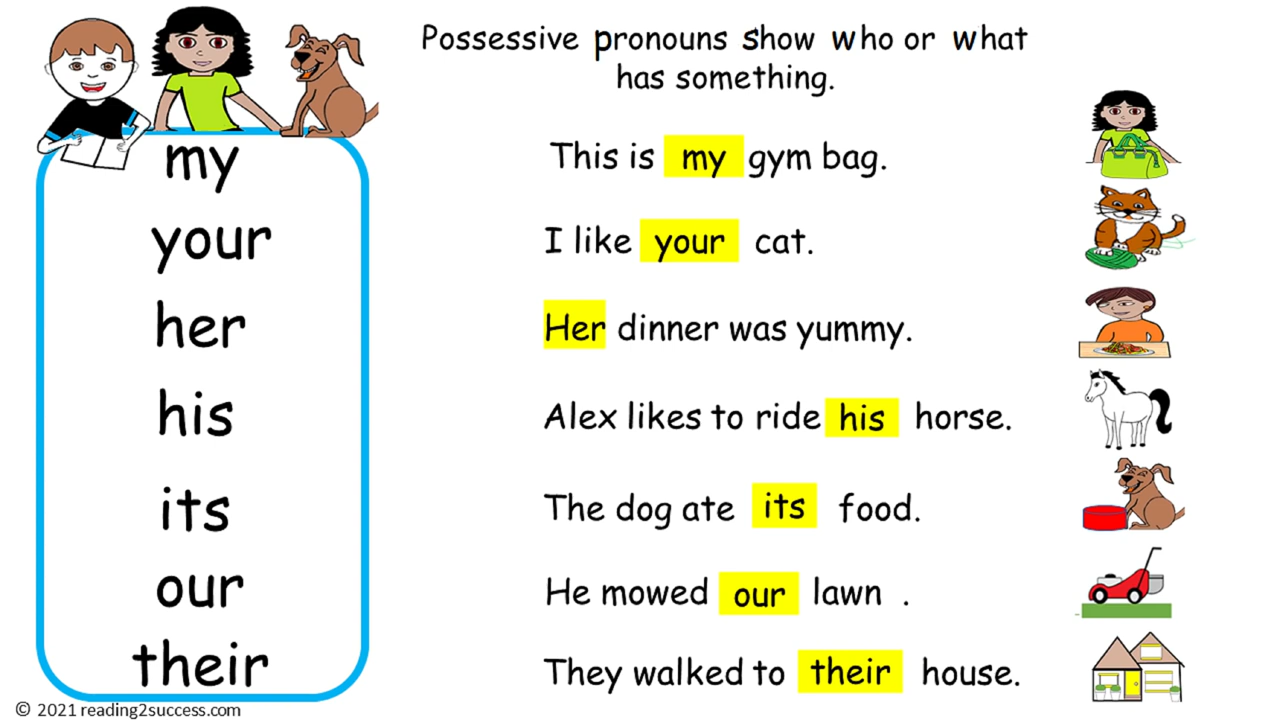 my
your
her
his
its
our
their
Possessive pronouns show who or what
has something.
This is my gym bag.
I like your cat.
Her dinner was yummy.
Alex likes to ride his horse.
The dog ate its food.
He mowed our lawn .
They walked to their house.
© 2021 reading2success.com